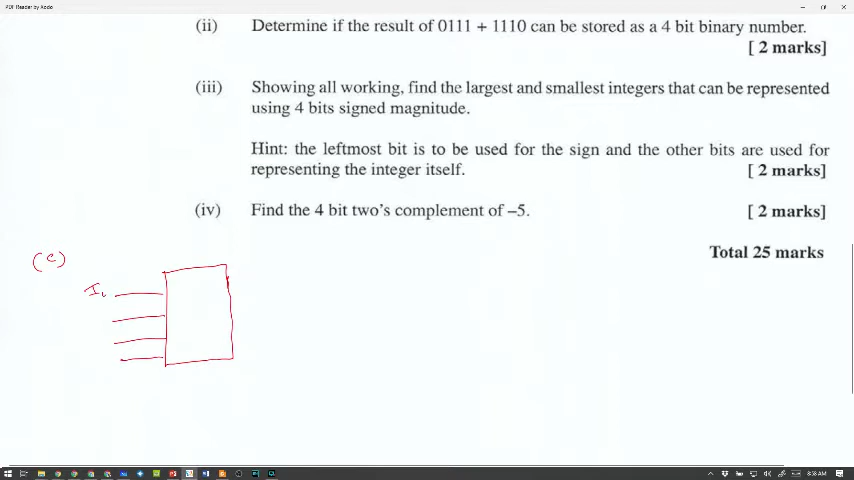 PDF Reader by Xodo
(ii) Determine if the result of 0111 + 1110 can be stored as a 4 bit binary number.
[ 2 marks]
(iii) Showing all working, find the largest and smallest integers that can be represented
using 4 bits signed magnitude.
Hint: the leftmost bit is to be used for the sign and the other bits are used for
representing the integer itself.
[ 2 marks]
(iv) Find the 4 bit two's complement of –5. [ 2 marks]
Total 25 marks
(c)
8:58 AM